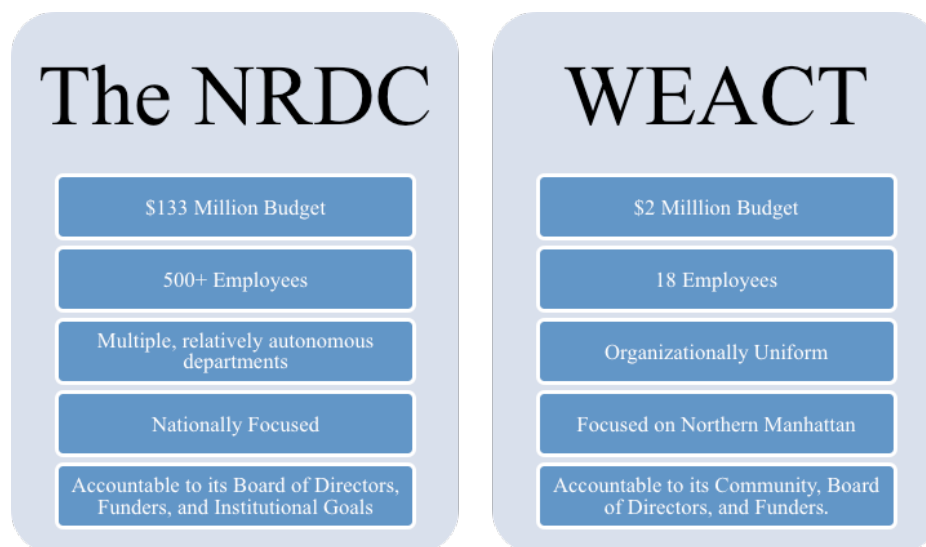 The NRDC
$133 Million Budget
500+ Employees
Multiple, relatively autonomous
departments
Nationally Focused
Accountable to its Board of Directors,
Funders, and Institutional Goals
WEACT
$2 Milllion Budget
18 Employees
Organizationally Uniform
Focused on Northern Manhattan
Accountable to its Community, Board
of Directors, and Funders.